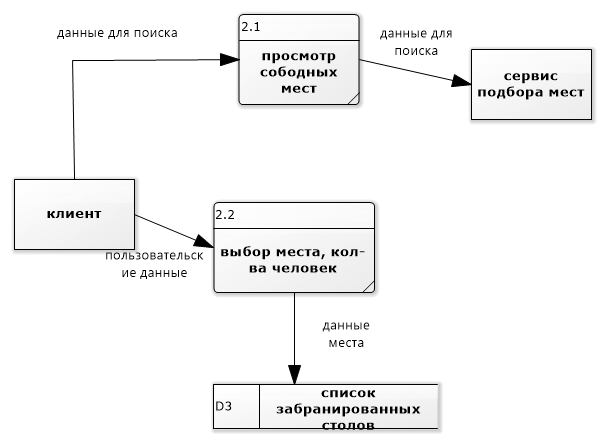 данные для поиска
2.1
просмотр
сободных
мест
данные для
поиска
сервис
подбора мест
клиент
пользовательск
ие данные
2.2
выбор места, кол-
ва человек
данные
места
D3
список
забранированных
столов